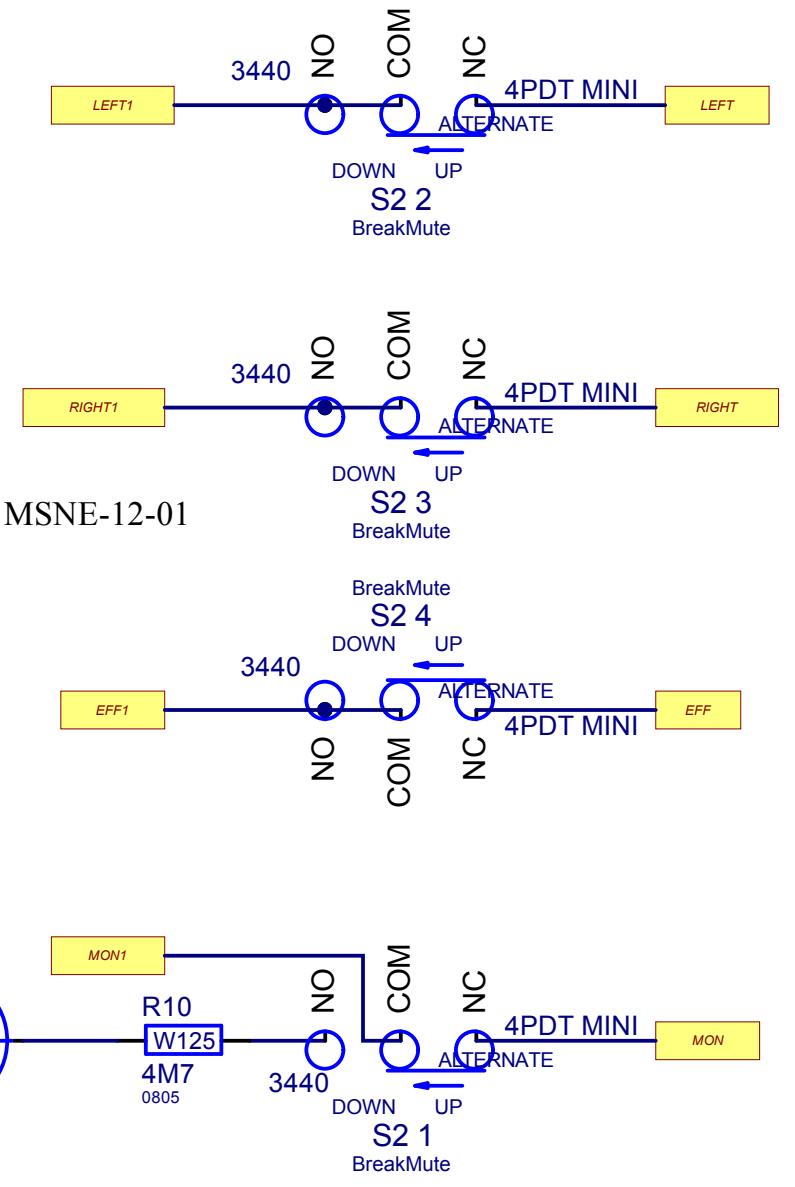 NO COM NC
3440 4PDT MINI
LEFT1 LEFT
ALTERNATE
DOWN UP
S2 2
BreakMute
NO COM NC
3440 4PDT MINI
RIGHT1 RIGHT
ALTERNATE
DOWN UP
S2 3
MSNE-12-01
BreakMute
BreakMute
S2 4
DOWN UP
3440 ALTERNATE
EFF1 EFF
4PDT MINI
NO COM NC
MON1
NO COM NC
R10 4PDT MINI
W125 MON
ALTERNATE
4M7 3440
0805
DOWN UP
S2 1
BreakMute